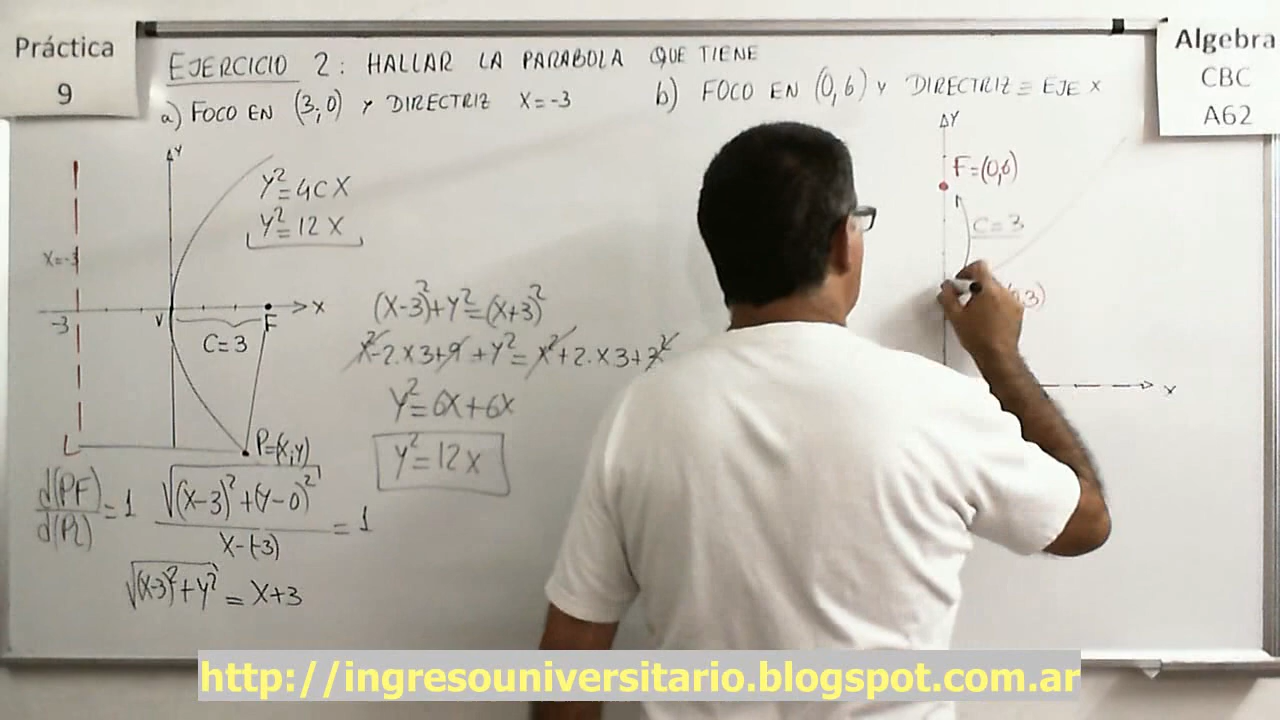 Práctica
9
Algebra
CBC
A62
EJERCICIO 2: HALLAR LA PARABOLA QUE TIENE
a) FOCO EN (3;0) Y DIRECTRIZ X=-3
b) FOCO EN (0,6) Y DIRECTRIZ ≡ EJE X
Y
X=-3
-3
V
F
X
C=3
L
P=(X,Y)
Y²=4CX
Y²=12X
d(PF)/d(PL)=1
√((X-3)²+(Y-0)²)/(X-(-3)) = 1
√((X-3)²+Y²) = X+3
(X-3)²+Y²=(X+3)²
X²-2.X3+9+Y²=X²+2.X3+3²
Y²=6X+6X
Y²=12X
Y
F=(0,6)
C=3
,3)
X
http://ingresouniversitario.blogspot.com.ar